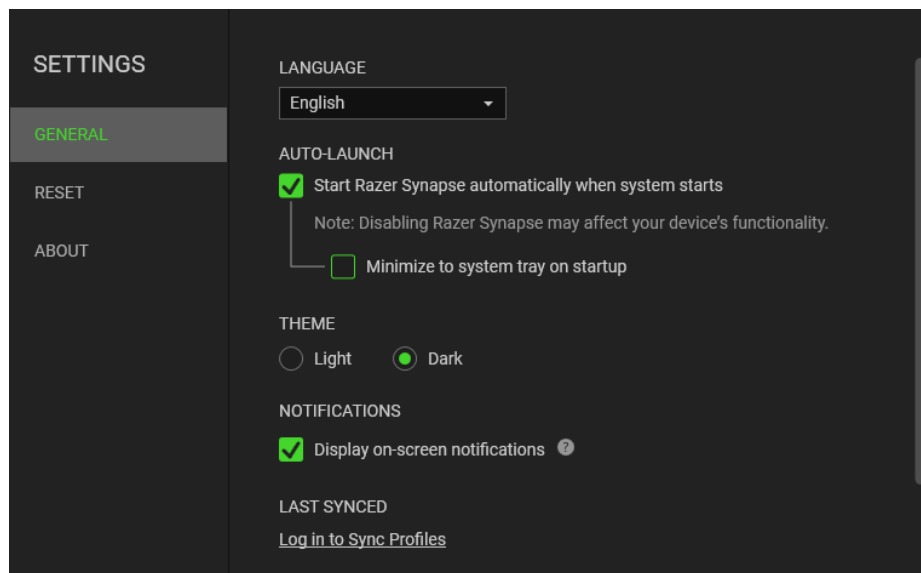 SETTINGS
GENERAL
RESET
ABOUT
LANGUAGE
English
AUTO-LAUNCH
Start Razer Synapse automatically when system starts
Note: Disabling Razer Synapse may affect your device's functionality.
Minimize to system tray on startup
THEME
Light Dark
NOTIFICATIONS
Display on-screen notifications ?
LAST SYNCED
Log in to Sync Profiles